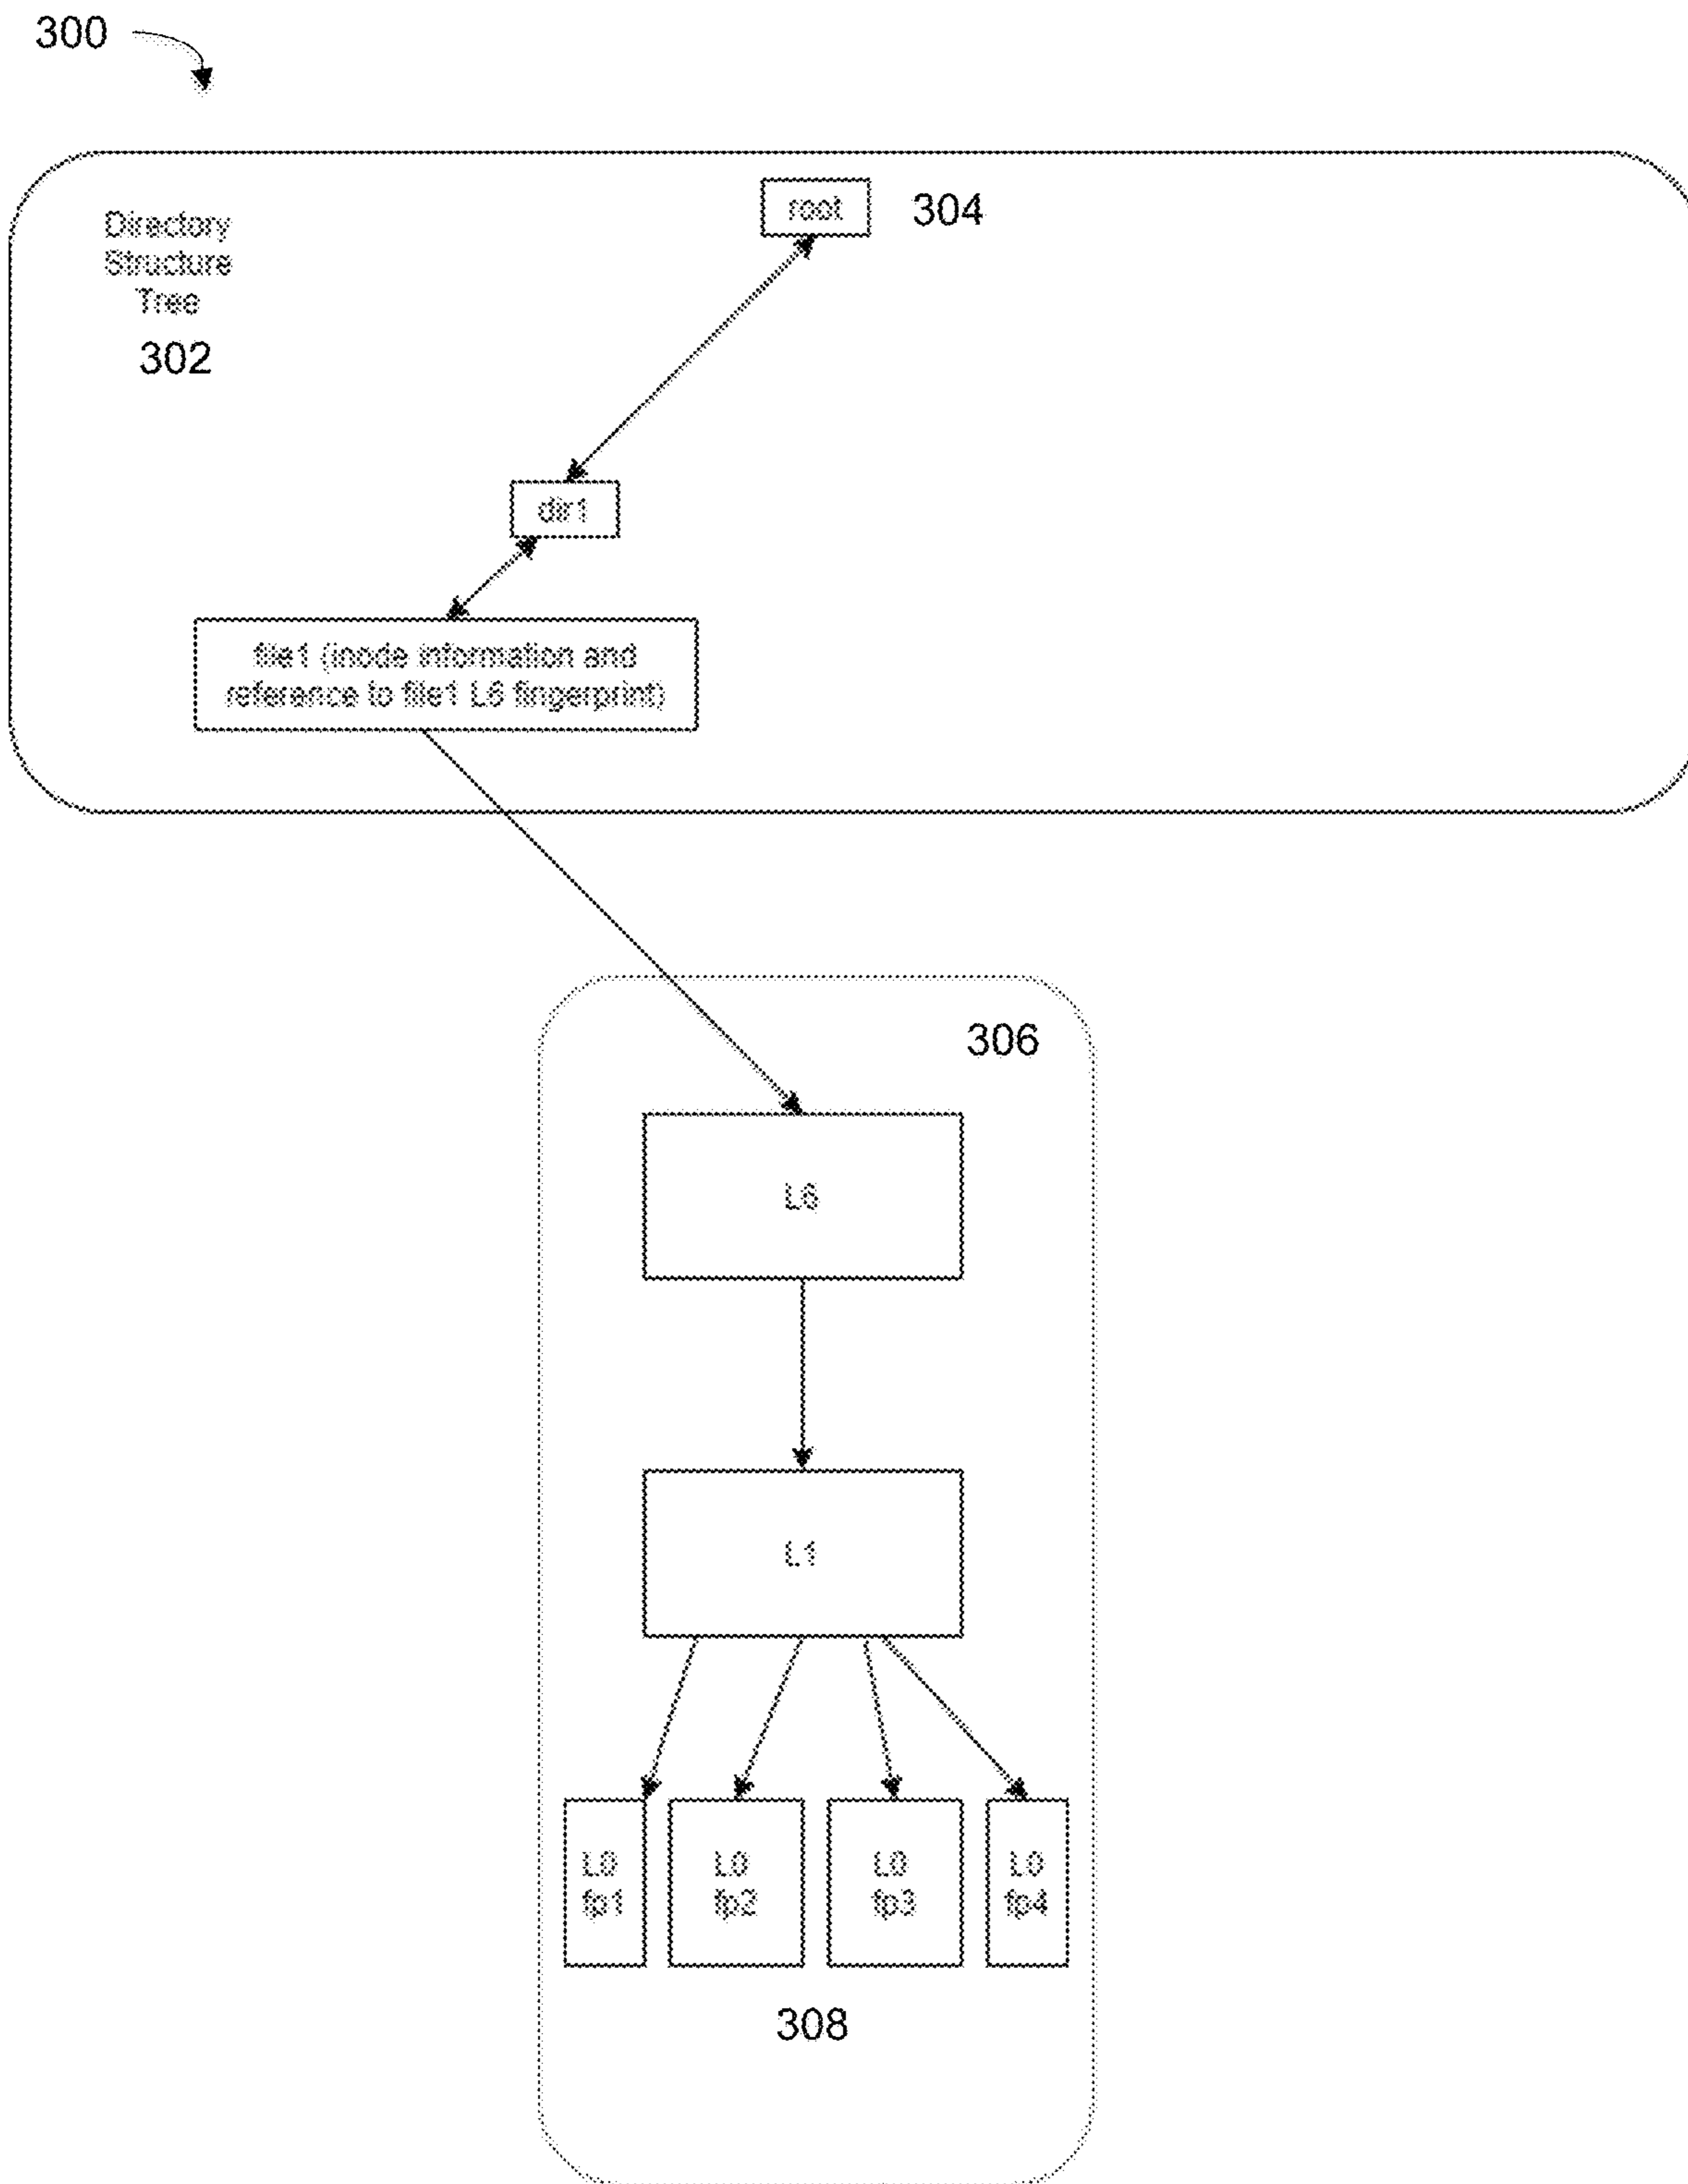 300
root
304
Directory
Structure
Tree
302
dir1
file1 (inode information and
reference to file1 L6 fingerprint)
306
L6
L1
L0
fp1
L0
fp2
L0
fp3
L0
fp4
308